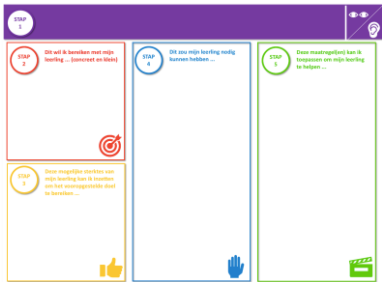 STAP
1
STAP
2
Dit wil ik bereiken met mijn
leerling ... (concreet en klein)
STAP
3
Deze mogelijke sterktes van
mijn leerling kan ik inzetten
om het vooropgestelde doel
te bereiken ...
STAP
4
Dit zou mijn leerling nodig
kunnen hebben ...
STAP
5
Deze maatregel(en) kan ik
toepassen om mijn leerling
te helpen ...